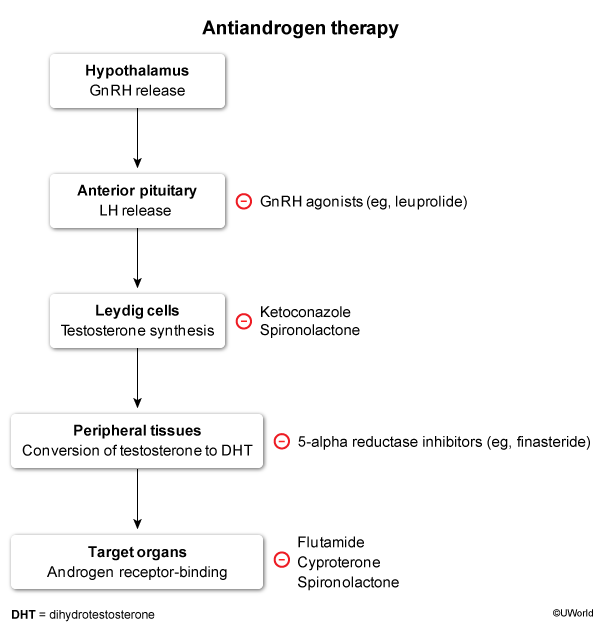 Antiandrogen therapy
Hypothalamus
GnRH release
Anterior pituitary
LH release
GnRH agonists (eg, leuprolide)
Leydig cells
Testosterone synthesis
Ketoconazole
Spironolactone
Peripheral tissues
Conversion of testosterone to DHT
5-alpha reductase inhibitors (eg, finasteride)
Target organs
Androgen receptor-binding
Flutamide
Cyproterone
Spironolactone
DHT = dihydrotestosterone
©UWorld